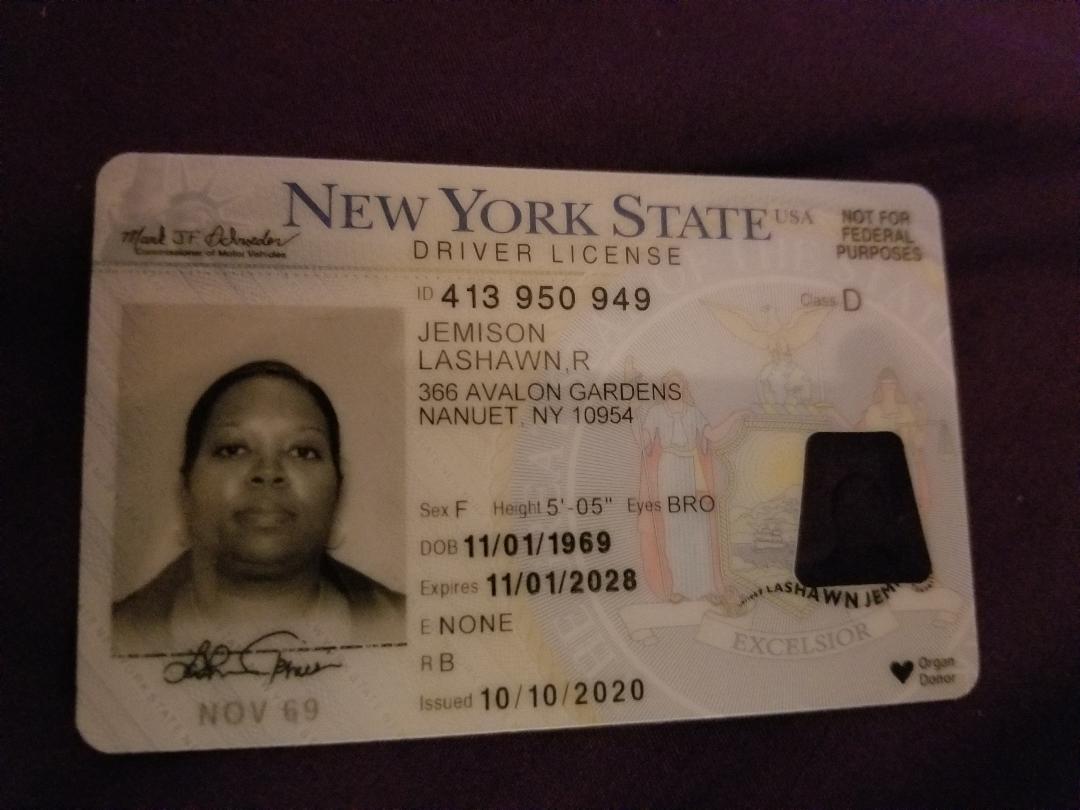 NEW YORK STATE USA
DRIVER LICENSE
NOT FOR
FEDERAL
PURPOSES
Mark JF Schroeder
Commissioner of Motor Vehicles
ID 413 950 949
Class D
JEMISON
LASHAWN,R
366 AVALON GARDENS
NANUET, NY 10954
Sex F Height 5'-05" Eyes BRO
DOB 11/01/1969
Expires 11/01/2028
E NONE
R B
Issued 10/10/2020
NOV 69
LASHAWN JEM
EXCELSIOR
Organ
Donor